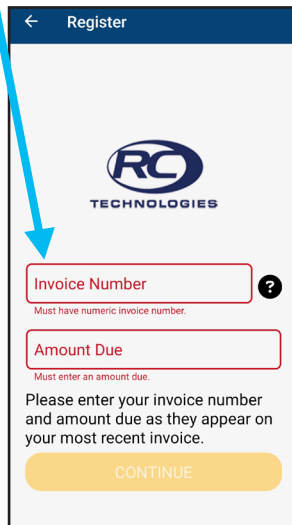 Register
RC
TECHNOLOGIES
Invoice Number
?
Must have numeric invoice number.
Amount Due
Must enter an amount due.
Please enter your invoice number
and amount due as they appear on
your most recent invoice.
CONTINUE